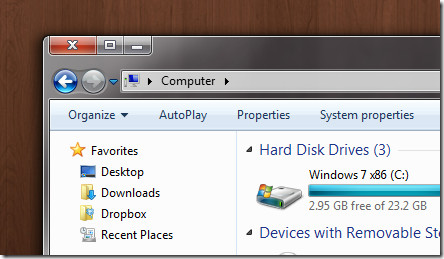 Computer
Organize AutoPlay Properties System properties
Favorites
Desktop
Downloads
Dropbox
Recent Places
Hard Disk Drives (3)
Windows 7 x86 (C:)
2.95 GB free of 23.2 GB
Devices with Removable Sto